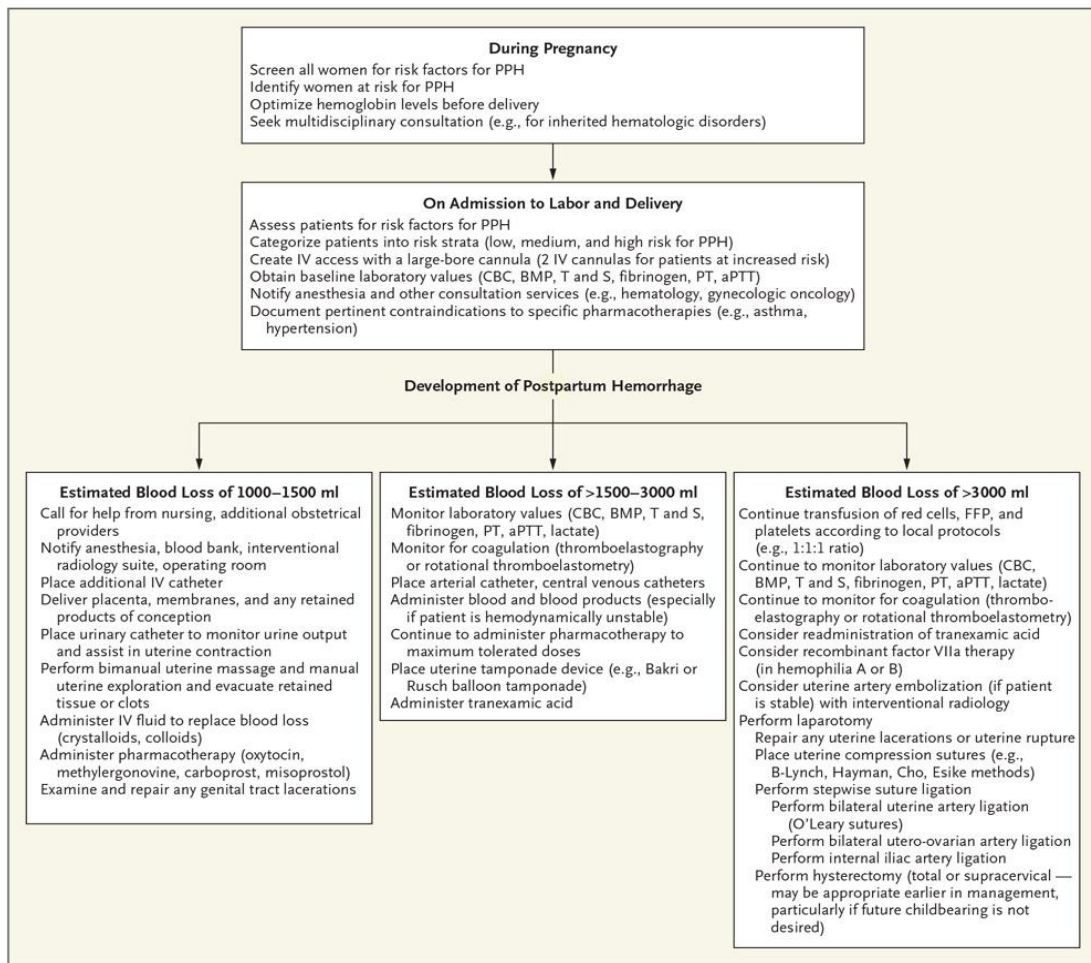 During Pregnancy
Screen all women for risk factors for PPH
Identify women at risk for PPH
Optimize hemoglobin levels before delivery
Seek multidisciplinary consultation (e.g., for inherited hematologic disorders)
On Admission to Labor and Delivery
Assess patients for risk factors for PPH
Categorize patients into risk strata (low, medium, and high risk for PPH)
Create IV access with a large-bore cannula (2 IV cannulas for patients at increased risk)
Obtain baseline laboratory values (CBC, BMP, T and S, fibrinogen, PT, aPTT)
Notify anesthesia and other consultation services (e.g., hematology, gynecologic oncology)
Document pertinent contraindications to specific pharmacotherapies (e.g., asthma,
hypertension)
Development of Postpartum Hemorrhage
Estimated Blood Loss of 1000–1500 ml
Call for help from nursing, additional obstetrical
providers
Notify anesthesia, blood bank, interventional
radiology suite, operating room
Place additional IV catheter
Deliver placenta, membranes, and any retained
products of conception
Place urinary catheter to monitor urine output
and assist in uterine contraction
Perform bimanual uterine massage and manual
uterine exploration and evacuate retained
tissue or clots
Administer IV fluid to replace blood loss
(crystalloids, colloids)
Administer pharmacotherapy (oxytocin,
methylergonovine, carboprost, misoprostol)
Examine and repair any genital tract lacerations
Estimated Blood Loss of >1500–3000 ml
Monitor laboratory values (CBC, BMP, T and S,
fibrinogen, PT, aPTT, lactate)
Monitor for coagulation (thromboelastography
or rotational thromboelastometry)
Place arterial catheter, central venous catheters
Administer blood and blood products (especially
if patient is hemodynamically unstable)
Continue to administer pharmacotherapy to
maximum tolerated doses
Place uterine tamponade device (e.g., Bakri or
Rusch balloon tamponade)
Administer tranexamic acid
Estimated Blood Loss of >3000 ml
Continue transfusion of red cells, FFP, and
platelets according to local protocols
(e.g., 1:1:1 ratio)
Continue to monitor laboratory values (CBC,
BMP, T and S, fibrinogen, PT, aPTT, lactate)
Continue to monitor for coagulation (thrombo-
elastography or rotational thromboelastometry)
Consider readministration of tranexamic acid
Consider recombinant factor VIIa therapy
(in hemophilia A or B)
Consider uterine artery embolization (if patient
is stable) with interventional radiology
Perform laparotomy
Repair any uterine lacerations or uterine rupture
Place uterine compression sutures (e.g.,
B-Lynch, Hayman, Cho, Esike methods)
Perform stepwise suture ligation
Perform bilateral uterine artery ligation
(O'Leary sutures)
Perform bilateral utero-ovarian artery ligation
Perform internal iliac artery ligation
Perform hysterectomy (total or supracervical —
may be appropriate earlier in management,
particularly if future childbearing is not
desired)